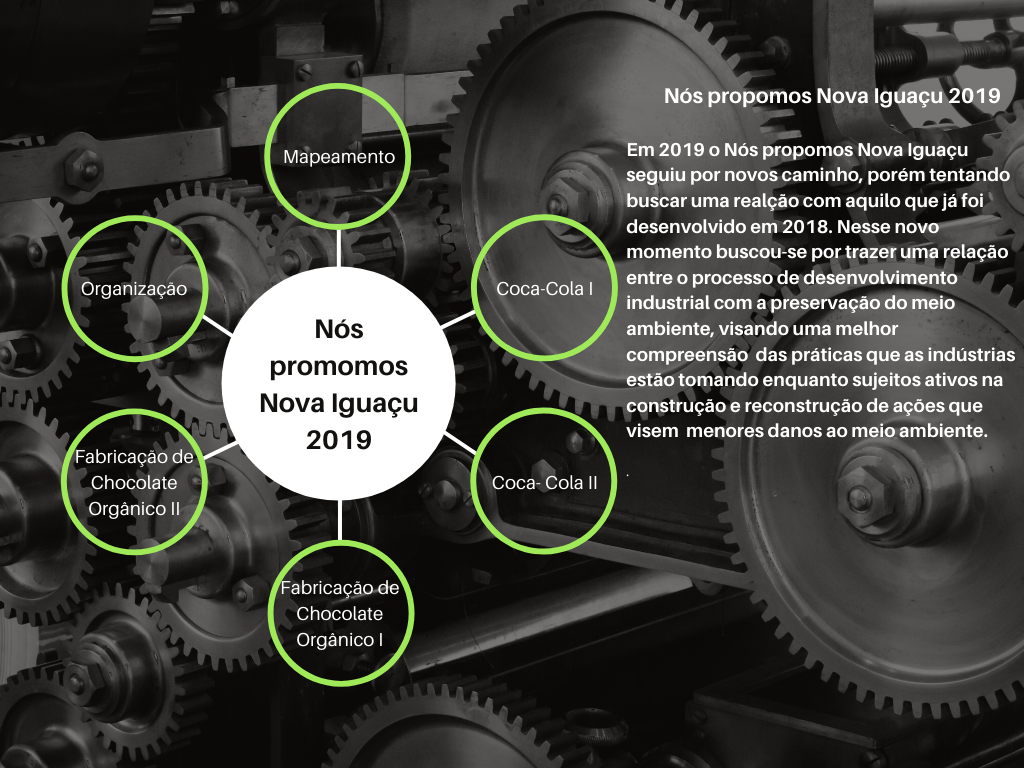 Nós propomos Nova Iguaçu 2019
Em 2019 o Nós propomos Nova Iguaçu
seguiu por novos caminho, porém tentando
buscar uma realção com aquilo que já foi
desenvolvido em 2018. Nesse novo
momento buscou-se por trazer uma relação
entre o processo de desenvolvimento
industrial com a preservação do meio
ambiente, visando uma melhor
compreensão  das práticas que as indústrias
estão tomando enquanto sujeitos ativos na
construção e reconstrução de ações que
visem  menores danos ao meio ambiente.
.
Mapeamento
Organização
Coca-Cola I
Nós
promomos
Nova Iguaçu
2019
Fabricação de
Chocolate
Orgânico II
Coca- Cola II
Fabricação de
Chocolate
Orgânico I